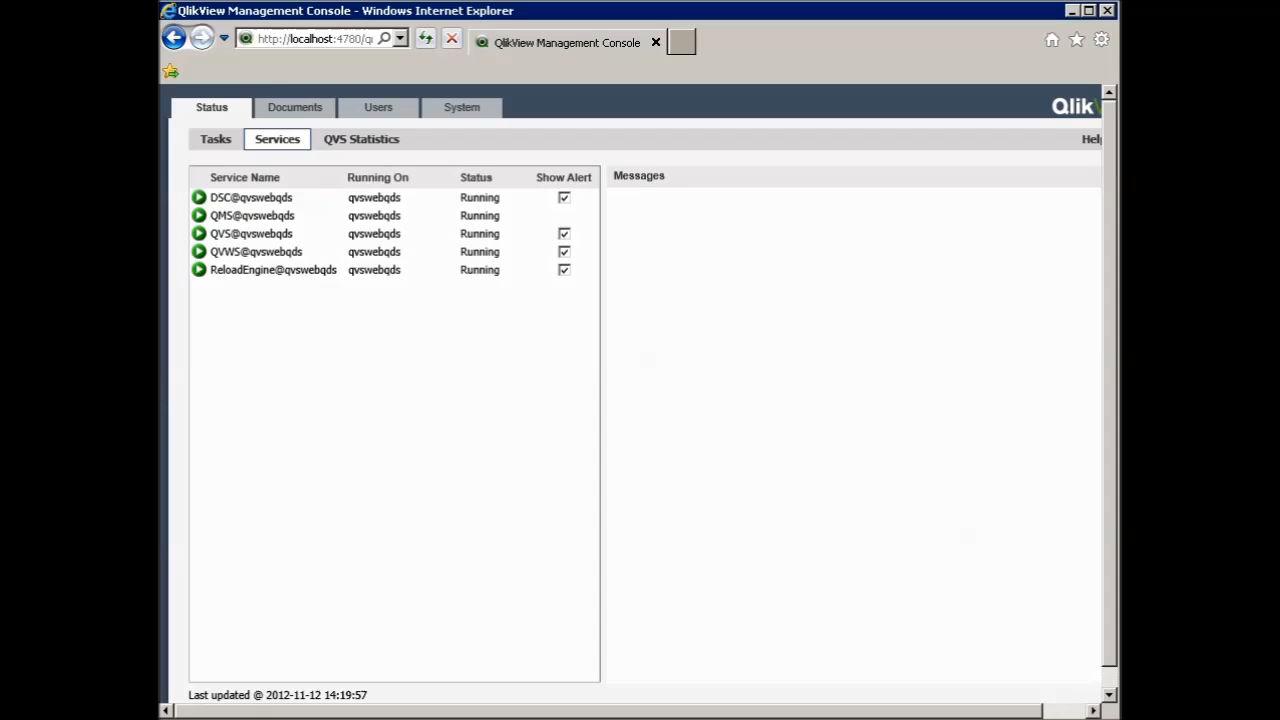 QlikView Management Console - Windows Internet Explorer
http://localhost:4780/q
QlikView Management Console
Status Documents Users System
Qlik
Tasks Services QVS Statistics
Service Name Running On Status Show Alert
Messages
DSC@qvswebqds qvswebqds Running
QMS@qvswebqds qvswebqds Running
QVS@qvswebqds qvswebqds Running
QVWS@qvswebqds qvswebqds Running
ReloadEngine@qvswebqds qvswebqds Running
Last updated @ 2012-11-12 14:19:57